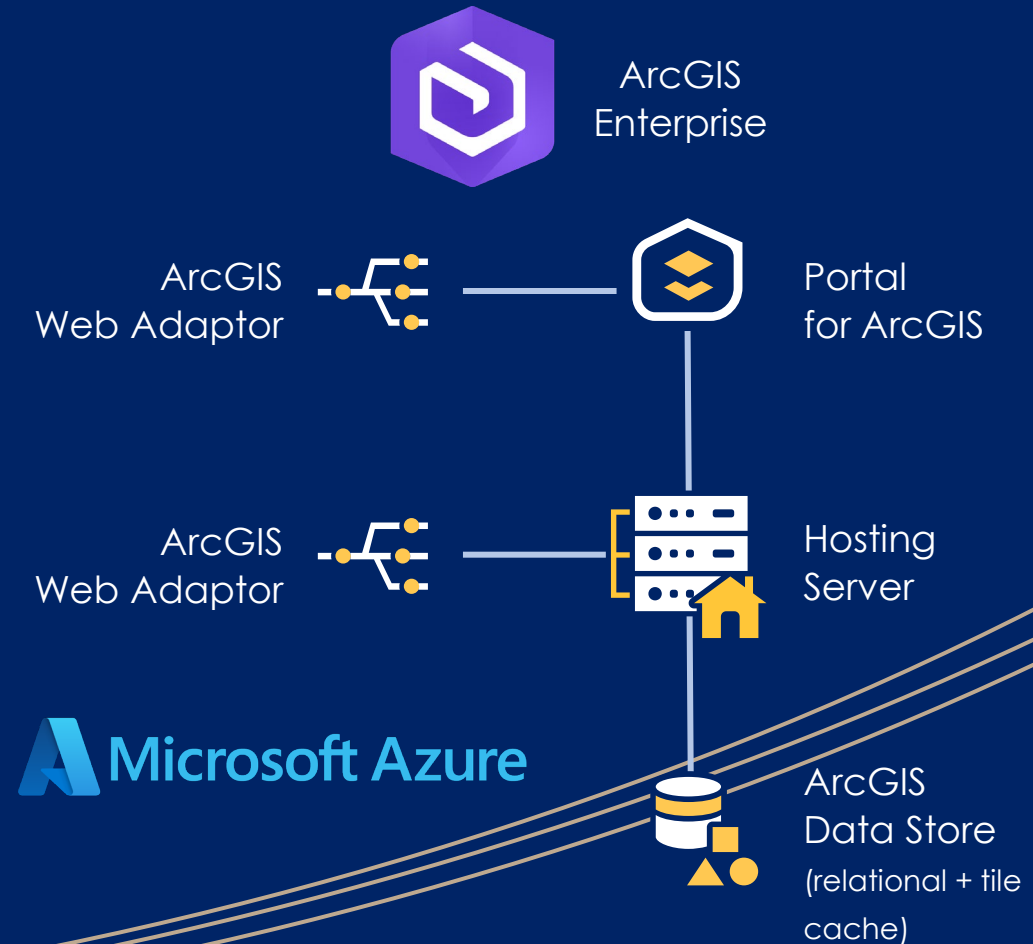 ArcGIS
Enterprise
ArcGIS
Web Adaptor
Portal
for ArcGIS
ArcGIS
Web Adaptor
Hosting
Server
Microsoft Azure
ArcGIS
Data Store
(relational + tile
cache)